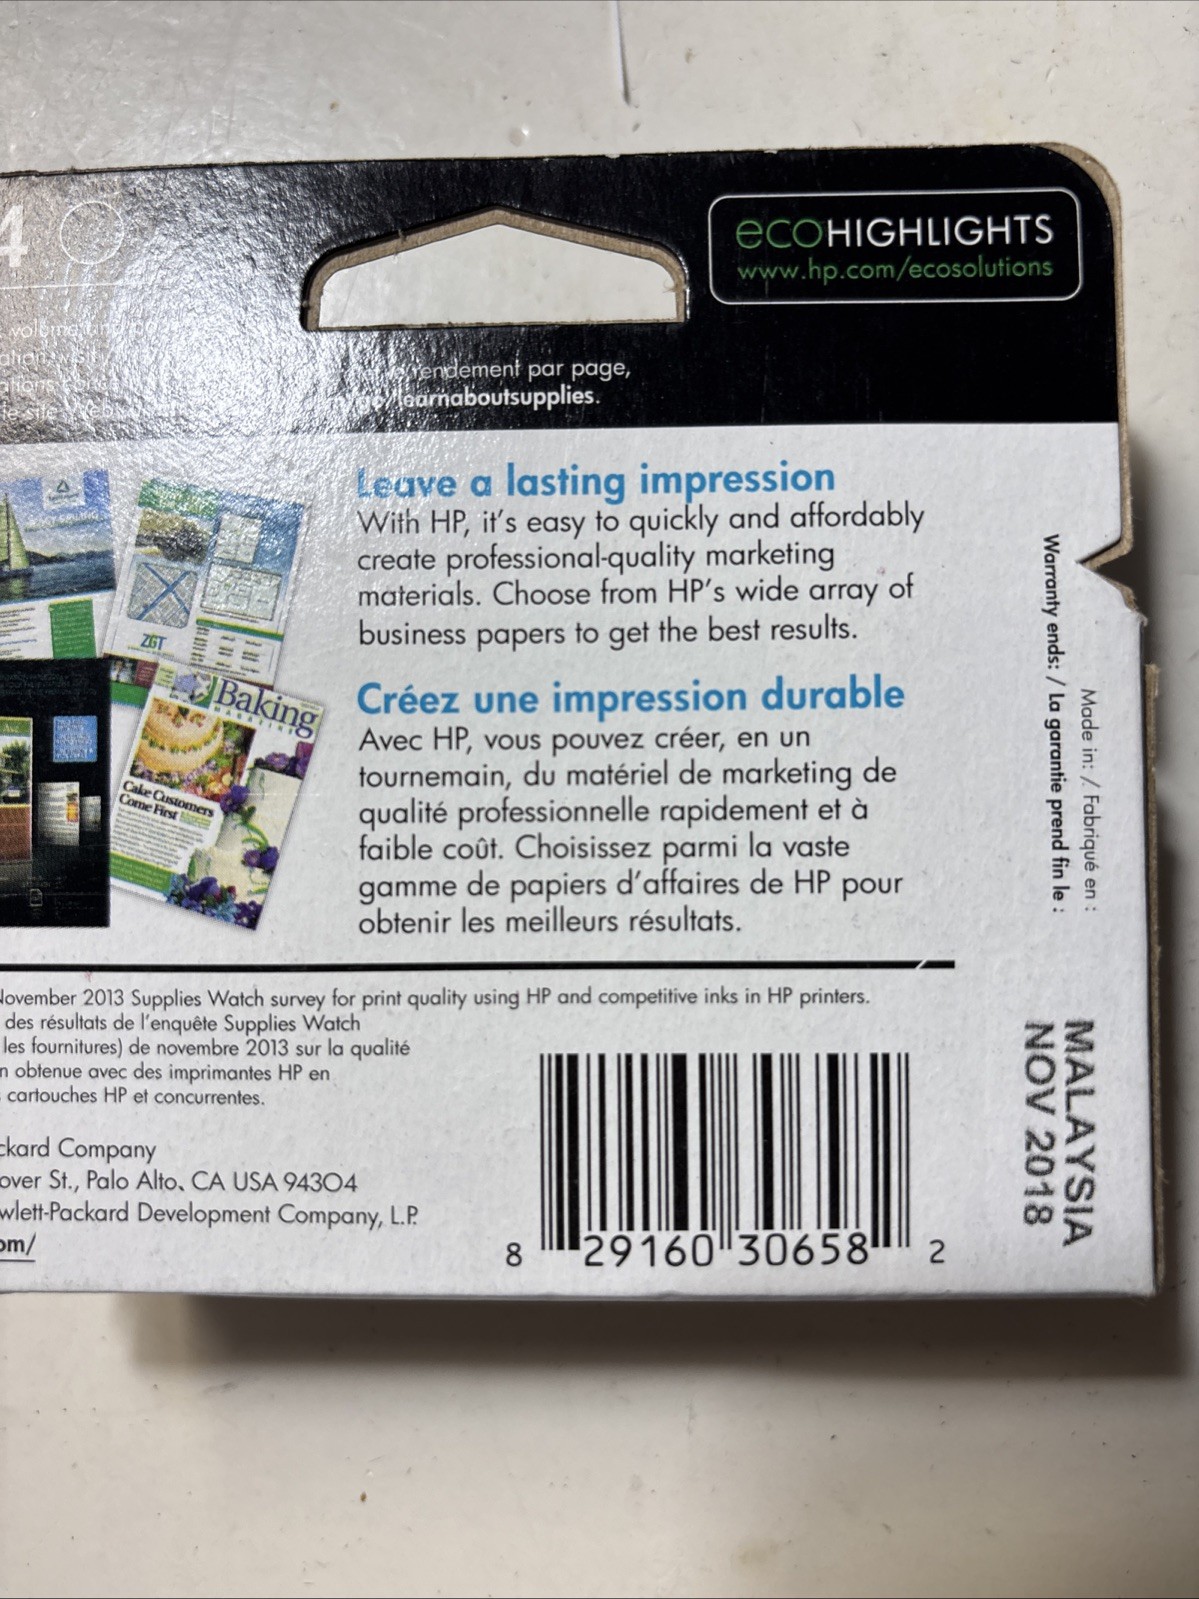 4
ecoHIGHLIGHTS
www.hp.com/ecosolutions
rendement par page,
learnaboutsupplies.
Leave a lasting impression
With HP, it's easy to quickly and affordably
create professional-quality marketing
materials. Choose from HP's wide array of
business papers to get the best results.
ZGT
Baking
MAGAZINE
Cake Customers
Come First
Créez une impression durable
Avec HP, vous pouvez créer, en un
tournemain, du matériel de marketing de
qualité professionnelle rapidement et à
faible coût. Choisissez parmi la vaste
gamme de papiers d'affaires de HP pour
obtenir les meilleurs résultats.
November 2013 Supplies Watch survey for print quality using HP and competitive inks in HP printers.
des résultats de l'enquête Supplies Watch
les fournitures) de novembre 2013 sur la qualité
n obtenue avec des imprimantes HP en
cartouches HP et concurrentes.
ckard Company
over St., Palo Alto, CA USA 94304
wlett-Packard Development Company, L.P.
om/
8 29160 30658 2
Made in: / Fabriqué en :
Warranty ends: / La garantie prend fin le :
MALAYSIA
NOV 2018